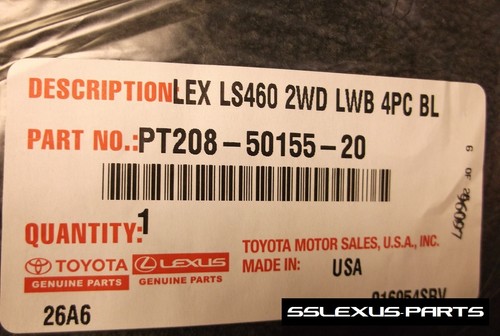 DESCRIPTION LEX LS460 2WD LWB 4PC BL
PART NO.: PT208-50155-20
QUANTITY: 1
TOYOTA LEXUS
GENUINE PARTS GENUINE PARTS
TOYOTA MOTOR SALES, U.S.A., INC.
MADE IN: USA
26A6
SSLEXUS-PARTS